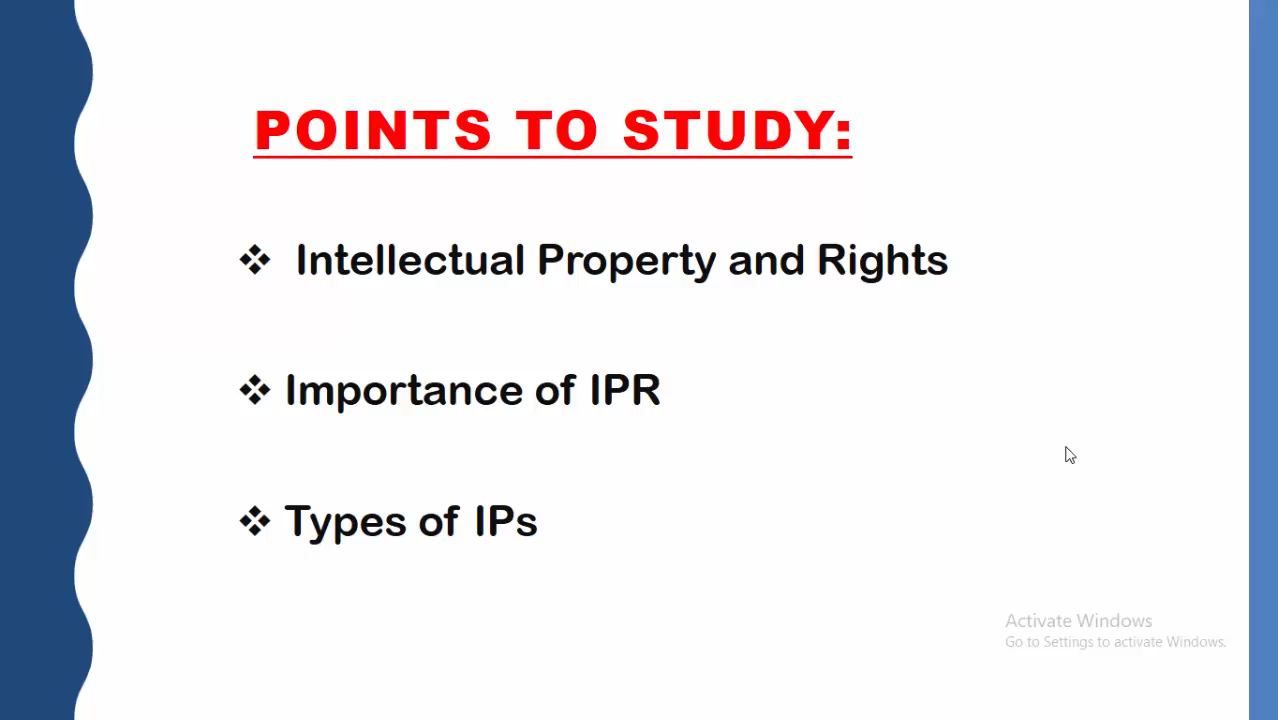 POINTS TO STUDY:
❖ Intellectual Property and Rights
❖ Importance of IPR
❖ Types of IPs
Activate Windows
Go to Settings to activate Windows.